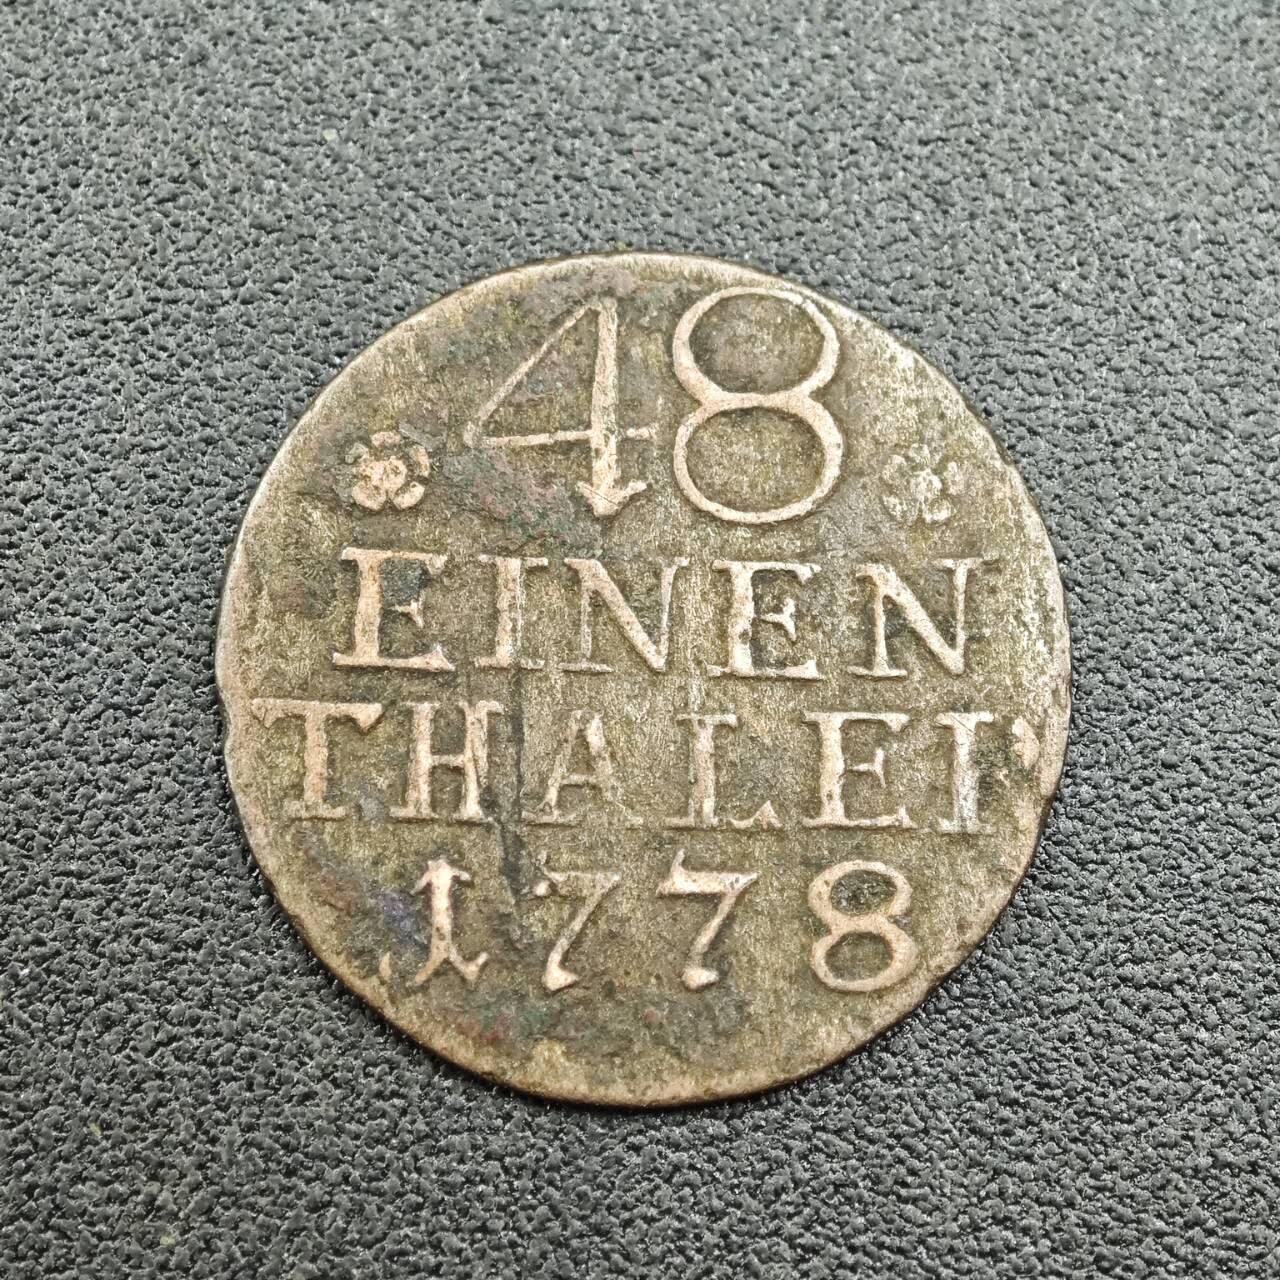 48
EINEN
THALER
1778